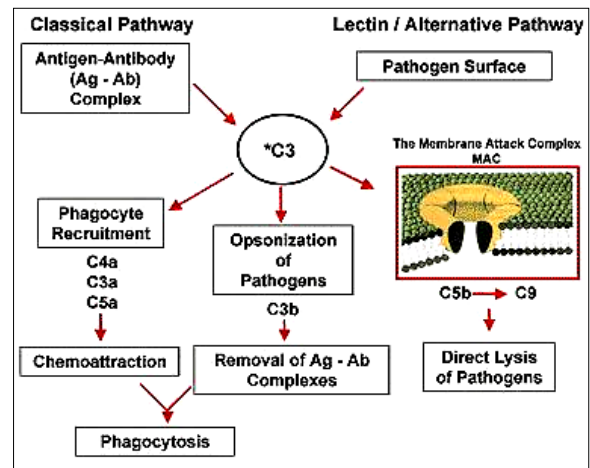 Classical Pathway
Lectin / Alternative Pathway
Antigen-Antibody
(Ag - Ab)
Complex
Pathogen Surface
*C3
The Membrane Attack Complex
MAC
Phagocyte
Recruitment
C4a
C3a
C5a
Chemoattraction
Opsonization
of
Pathogens
C3b
Removal of Ag - Ab
Complexes
Phagocytosis
C5b C9
Direct Lysis
of Pathogens